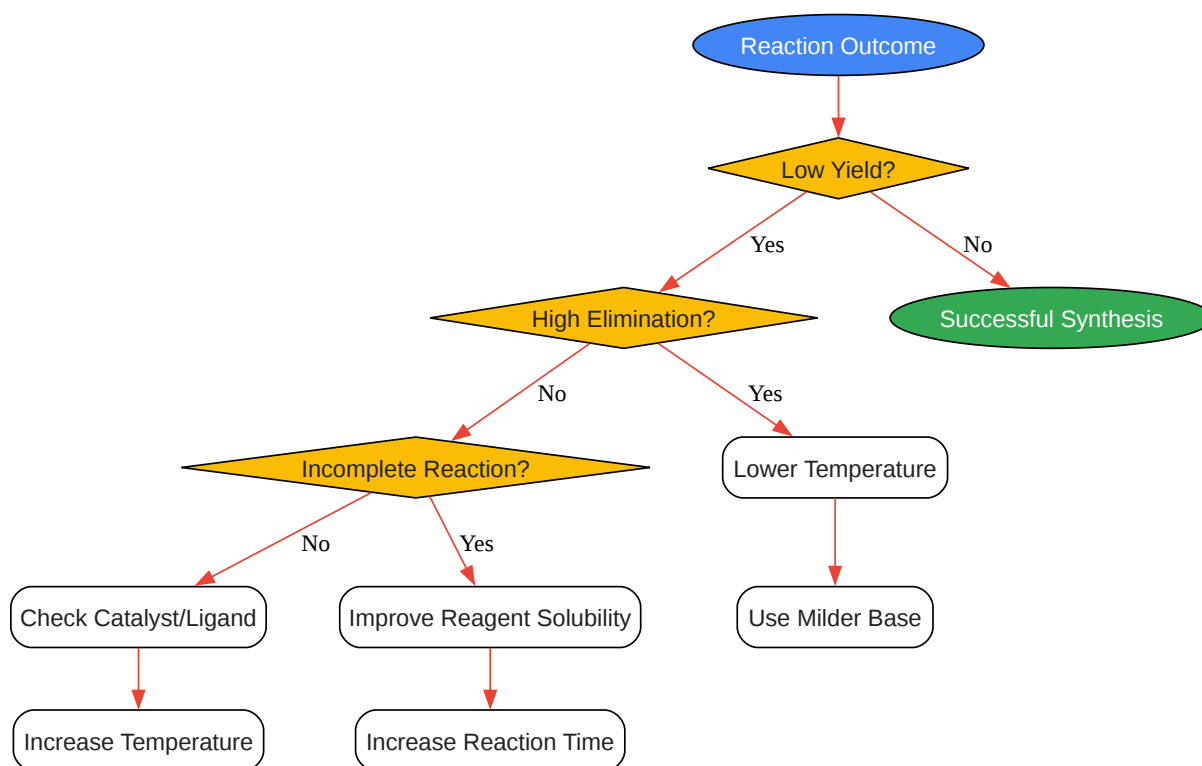 Reaction Outcome
Low Yield?
Yes
No
High Elimination?
Successful Synthesis
No
Yes
Incomplete Reaction?
Lower Temperature
No
Yes
Check Catalyst/Ligand
Improve Reagent Solubility
Use Milder Base
Increase Temperature
Increase Reaction Time